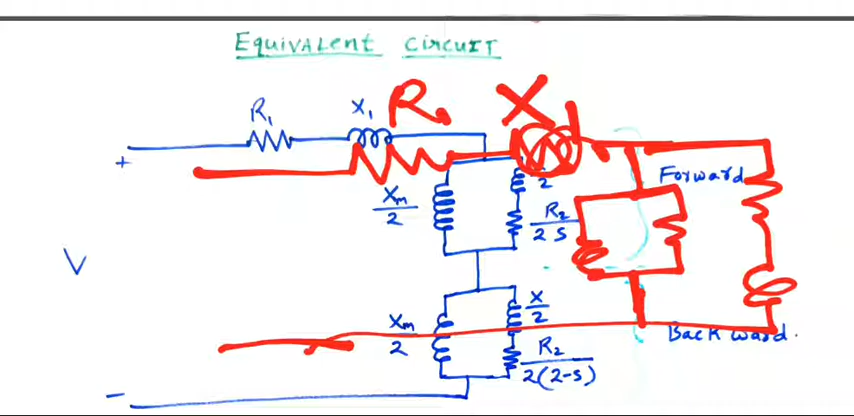 EQUIVALENT CIRCUIT
R₁ X₁ R₁ X₁
+
Forward
Xm/2 2 R₂/2S
V
Xm/2 X/2 R₂/2(2-S)
Backward.
−